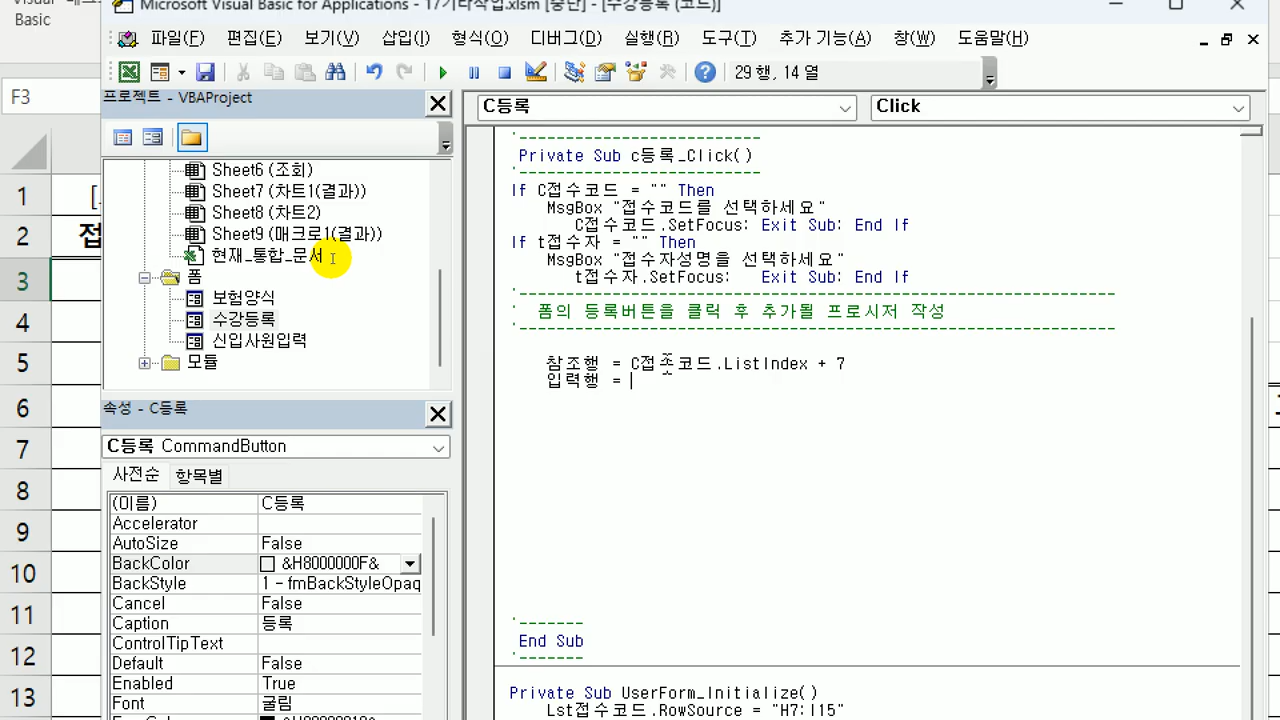 Basic
Microsoft Visual Basic for Applications - 17기타작업.xlsm [중단] - [수강등록 (코드)]
파일(F) 편집(E) 보기(V) 삽입(I) 형식(O) 디버그(D) 실행(R) 도구(T) 추가 기능(A) 창(W) 도움말(H)
29 행, 14 열
F3
프로젝트 - VBAProject
C등록
Click
Sheet6 (조회)
Sheet7 (차트1(결과))
Sheet8 (차트2)
Sheet9 (매크로1(결과))
현재_통합_문서
폼
보험양식
수강등록
신입사원입력
모듈
속성 - C등록
C등록 CommandButton
사전순 항목별
(이름) C등록
Accelerator
AutoSize False
BackColor &H8000000F&
BackStyle 1 - fmBackStyleOpaq
Cancel False
Caption 등록
ControlTipText
Default False
Enabled True
Font 굴림
'--------------------------
Private Sub c등록_Click()
'--------------------------
If C접수코드 = "" Then
MsgBox "접수코드를 선택하세요"
C접수코드.SetFocus: Exit Sub: End If
If t접수자 = "" Then
MsgBox "접수자성명을 선택하세요"
t접수자.SetFocus: Exit Sub: End If
'-----------------------------------------------------------------
' 폼의 등록버튼을 클릭 후 추가될 프로시저 작성
'-----------------------------------------------------------------
참조행 = C접수코드.ListIndex + 7
입력행 =
'-------
End Sub
'-------
Private Sub UserForm_Initialize()
Lst접수코드.RowSource = "H7:I15"
1
2
3
4
5
6
7
8
9
10
11
12
13